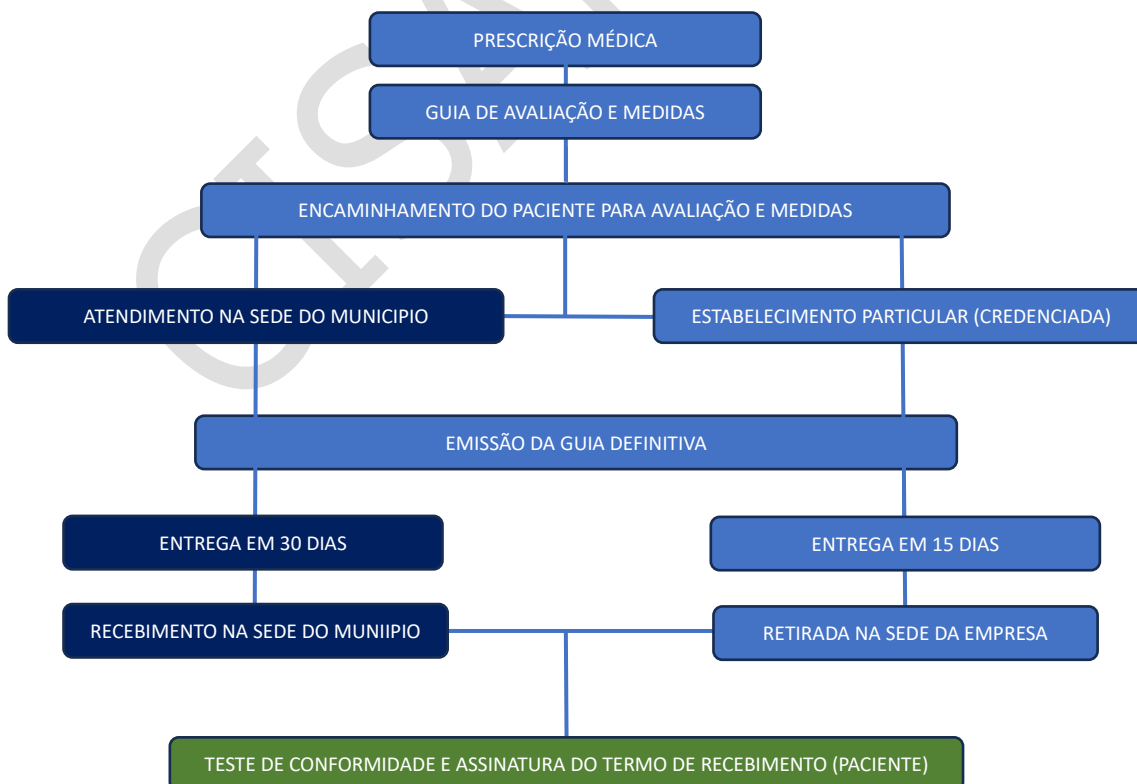 PRESCRIÇÃO MÉDICA
GUIA DE AVALIAÇÃO E MEDIDAS
ENCAMINHAMENTO DO PACIENTE PARA AVALIAÇÃO E MEDIDAS
ATENDIMENTO NA SEDE DO MUNICIPIO
ESTABELECIMENTO PARTICULAR (CREDENCIADA)
EMISSÃO DA GUIA DEFINITIVA
ENTREGA EM 30 DIAS
ENTREGA EM 15 DIAS
RECEBIMENTO NA SEDE DO MUNIIPIO
RETIRADA NA SEDE DA EMPRESA
TESTE DE CONFORMIDADE E ASSINATURA DO TERMO DE RECEBIMENTO (PACIENTE)